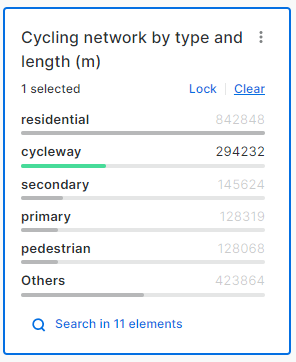 Cycling network by type and
length (m)
1 selected Lock Clear
residential 842848
cycleway 294232
secondary 145624
primary 128319
pedestrian 128068
Others 423864
Search in 11 elements